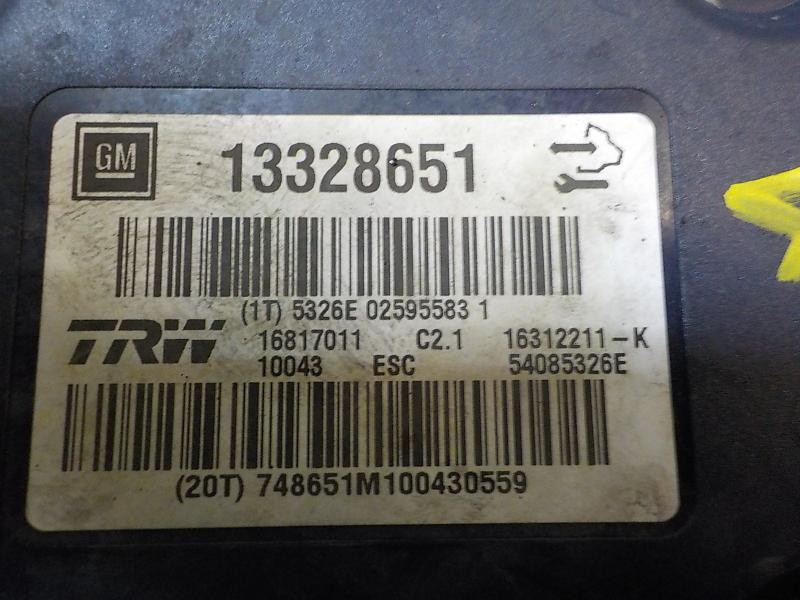 GM 13328651
(1T) 5326E 02595583 1
TRW 16817011 C2.1 16312211-K
10043 ESC 54085326E
(20T) 748651M100430559